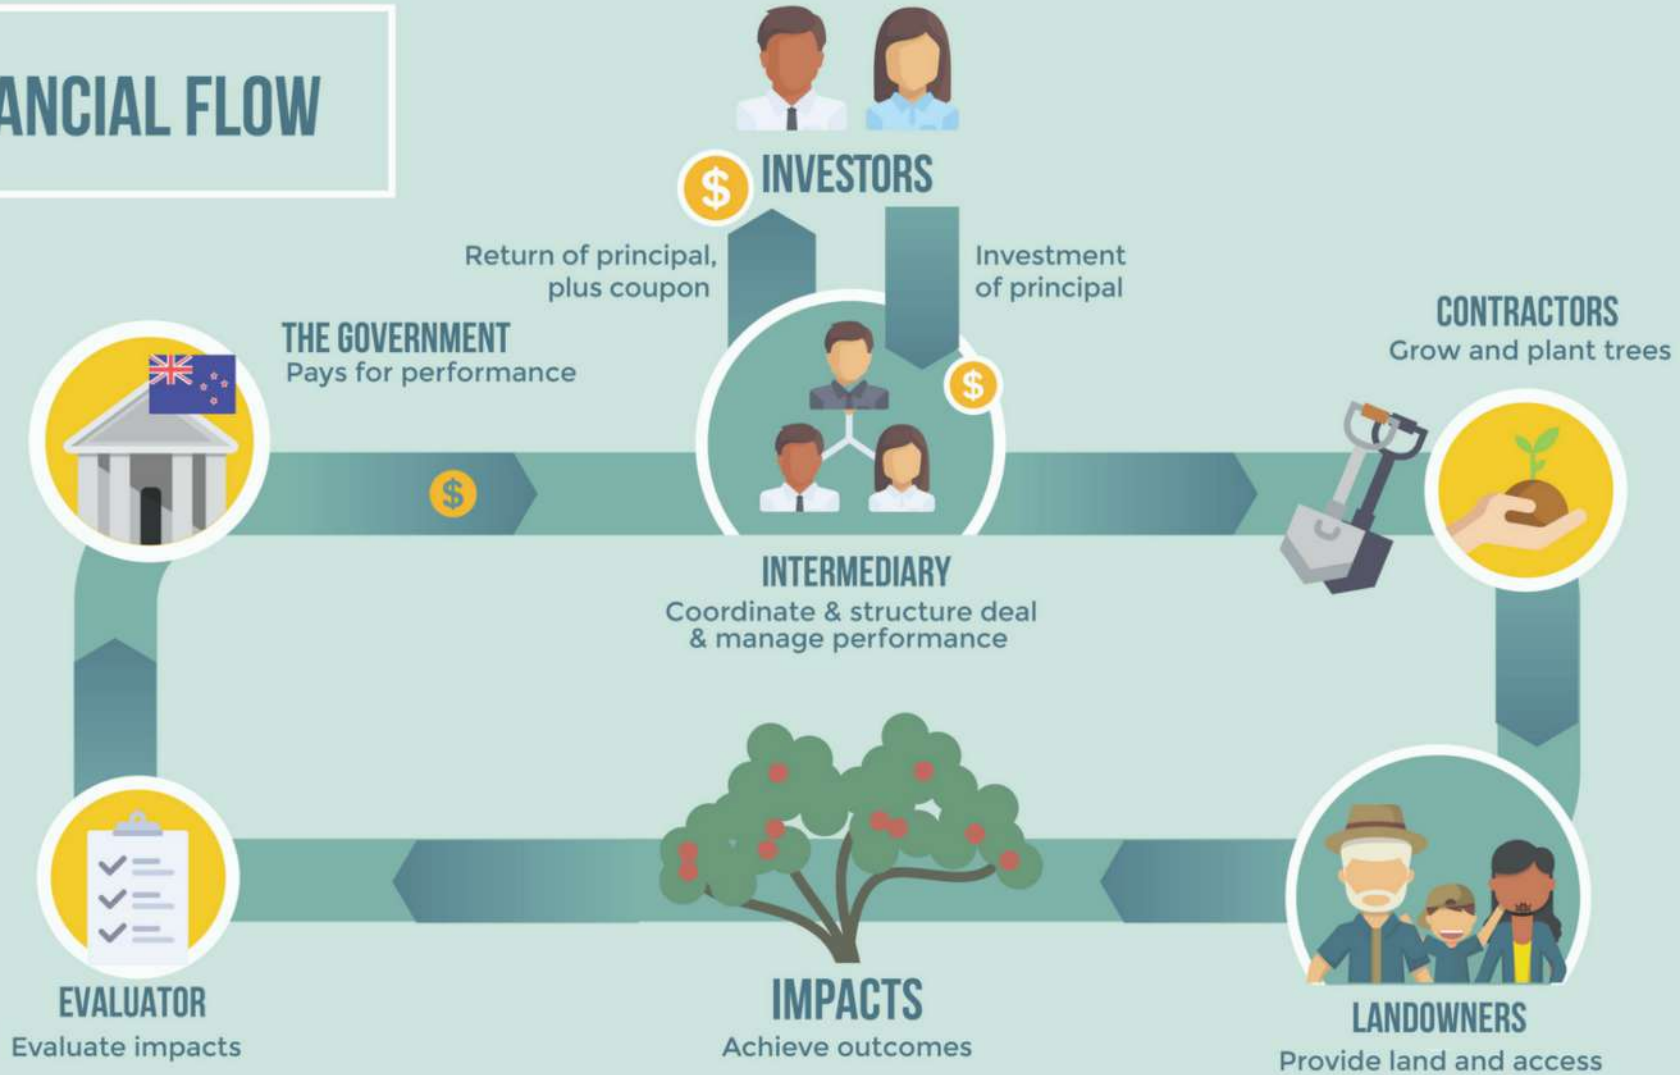 ANCIAL FLOW
INVESTORS
$
Return of principal,
plus coupon
Investment
of principal
$
THE GOVERNMENT
Pays for performance
$
CONTRACTORS
Grow and plant trees
INTERMEDIARY
Coordinate & structure deal
& manage performance
EVALUATOR
Evaluate impacts
IMPACTS
Achieve outcomes
LANDOWNERS
Provide land and access